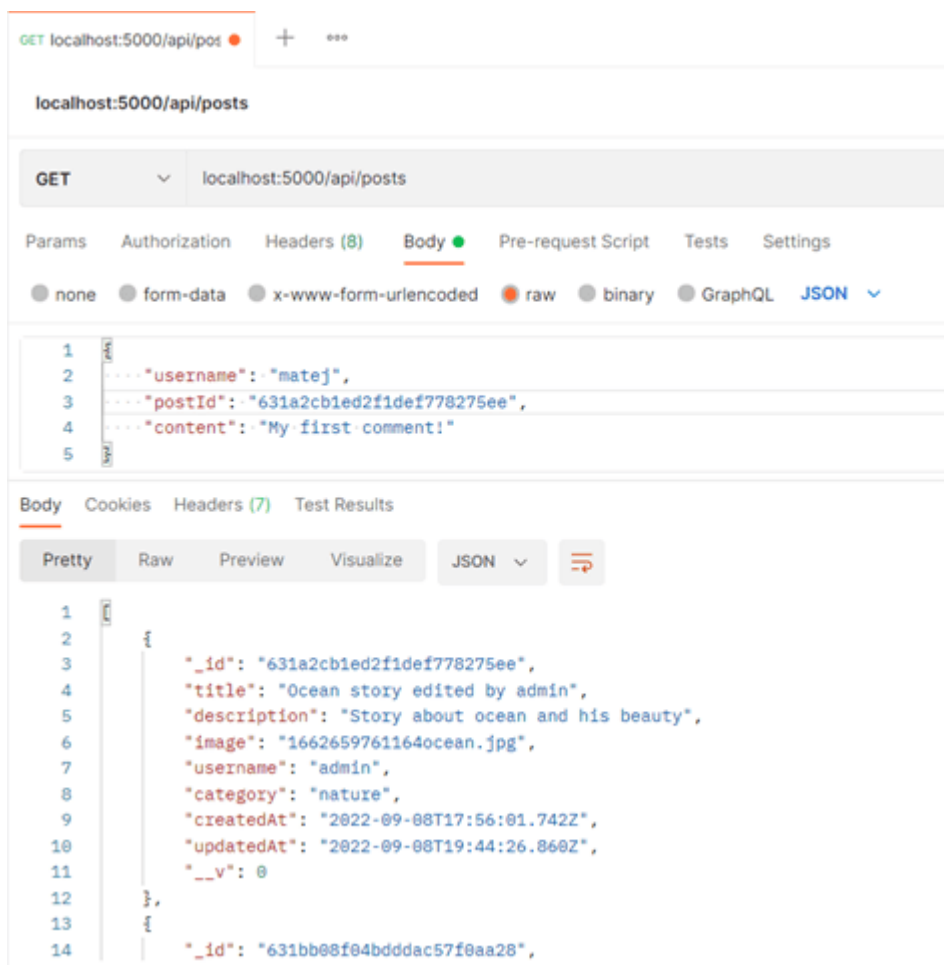 GET localhost:5000/api/pos
localhost:5000/api/posts
GET localhost:5000/api/posts
Params Authorization Headers (8) Body Pre-request Script Tests Settings
none form-data x-www-form-urlencoded raw binary GraphQL JSON
1 {
2 "username": "matej",
3 "postId": "631a2cb1ed2f1def778275ee",
4 "content": "My first comment!"
5 }
Body Cookies Headers (7) Test Results
Pretty Raw Preview Visualize JSON
1 [
2 {
3 "_id": "631a2cb1ed2f1def778275ee",
4 "title": "Ocean story edited by admin",
5 "description": "Story about ocean and his beauty",
6 "image": "1662659761164ocean.jpg",
7 "username": "admin",
8 "category": "nature",
9 "createdAt": "2022-09-08T17:56:01.742Z",
10 "updatedAt": "2022-09-08T19:44:26.860Z",
11 "__v": 0
12 },
13 {
14 "_id": "631bb08f04bdddac57f0aa28",